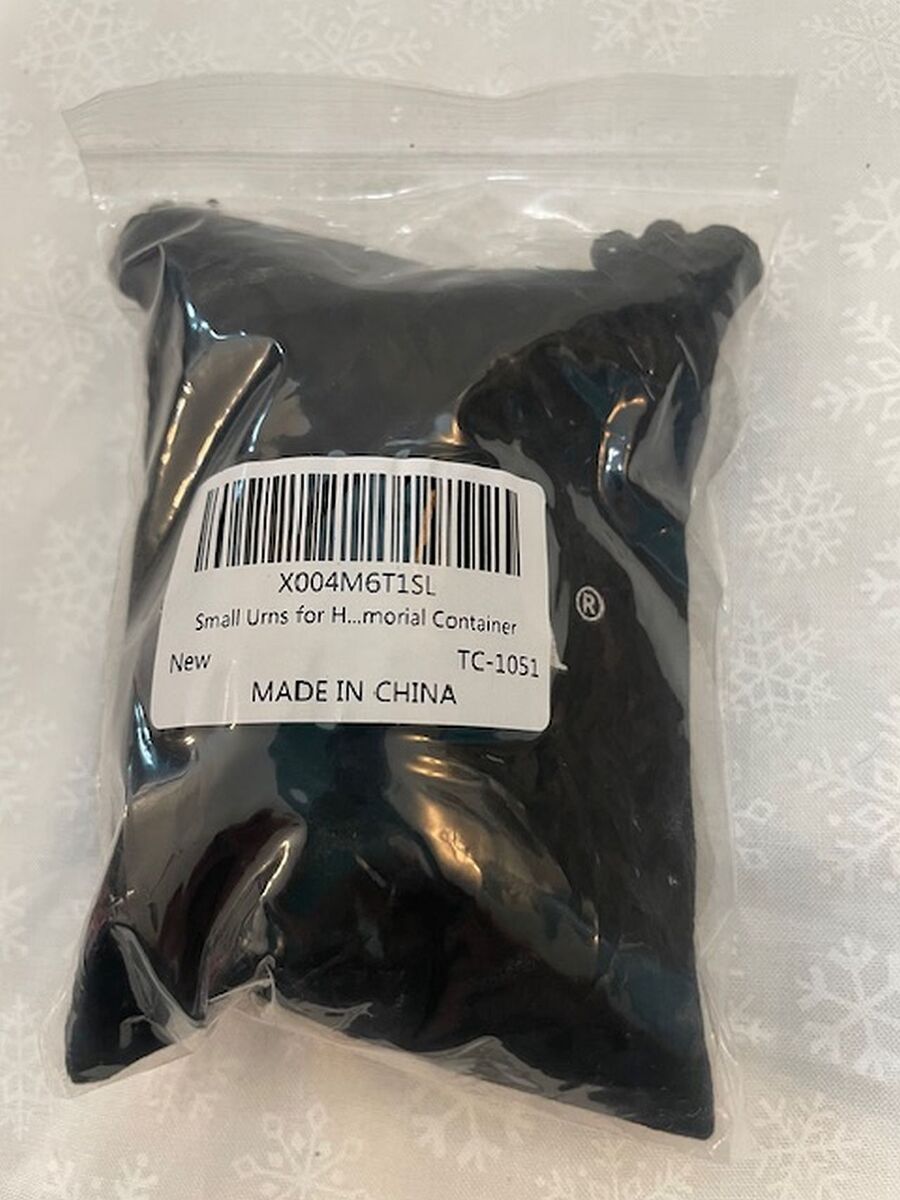 X004M6T1SL
Small Urns for H...morial Container
New TC-1051
MADE IN CHINA
®